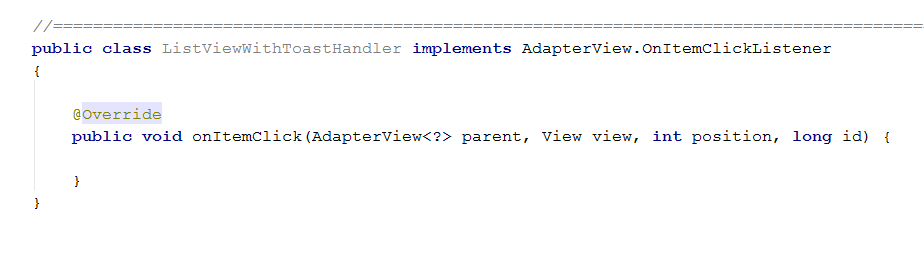 //=======================================================================================
public class ListViewWithToastHandler implements AdapterView.OnItemClickListener
{
@Override
public void onItemClick(AdapterView<?> parent, View view, int position, long id) {
}
}